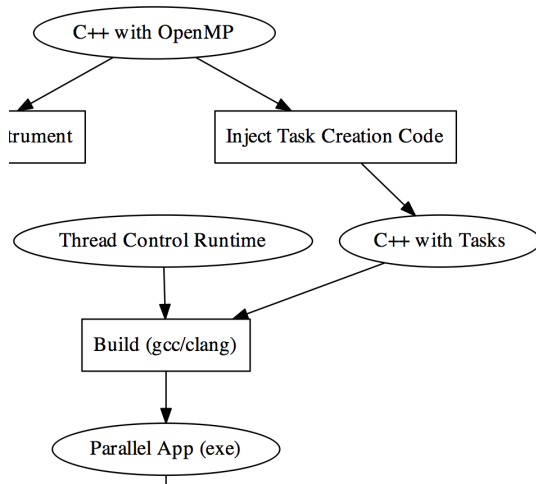 C++ with OpenMP
trument
Inject Task Creation Code
Thread Control Runtime
C++ with Tasks
Build (gcc/clang)
Parallel App (exe)